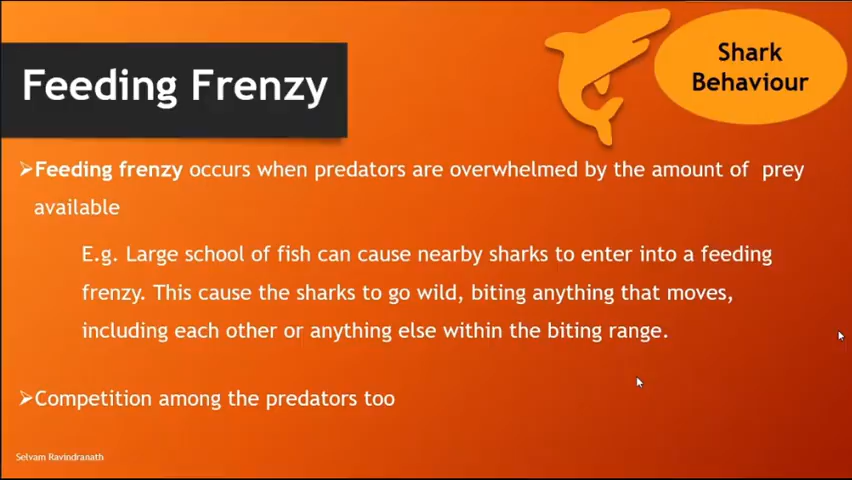 Shark
Behaviour
Feeding Frenzy
➢Feeding frenzy occurs when predators are overwhelmed by the amount of prey
available
E.g. Large school of fish can cause nearby sharks to enter into a feeding
frenzy. This cause the sharks to go wild, biting anything that moves,
including each other or anything else within the biting range.
➢Competition among the predators too
Selvam Ravindranath